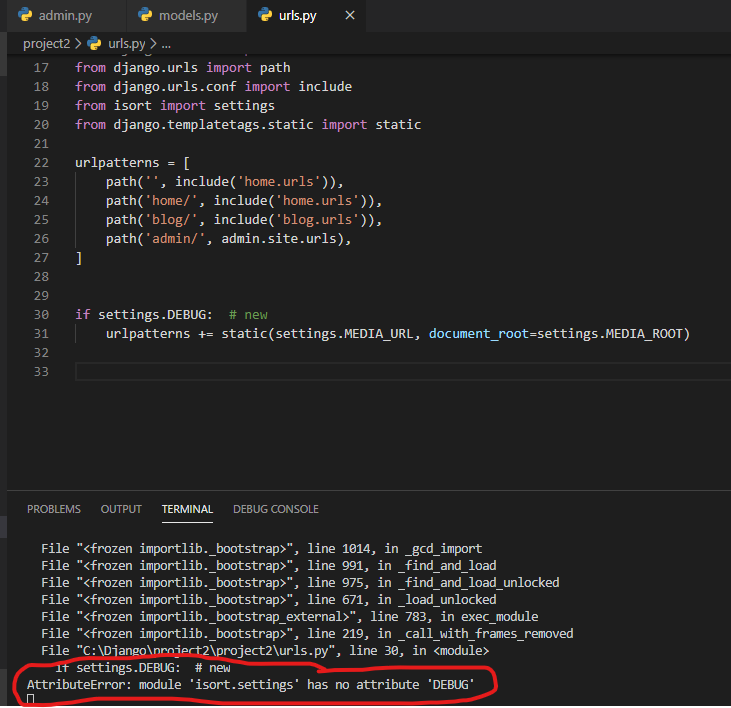 admin.py models.py urls.py ×
project2 > urls.py > ...
17 from django.urls import path
18 from django.urls.conf import include
19 from isort import settings
20 from django.templatetags.static import static
21
22 urlpatterns = [
23 path('', include('home.urls')),
24 path('home/', include('home.urls')),
25 path('blog/', include('blog.urls')),
26 path('admin/', admin.site.urls),
27 ]
28
29
30 if settings.DEBUG:  # new
31 urlpatterns += static(settings.MEDIA_URL, document_root=settings.MEDIA_ROOT)
32
33
PROBLEMS OUTPUT TERMINAL DEBUG CONSOLE
File "<frozen importlib._bootstrap>", line 1014, in _gcd_import
File "<frozen importlib._bootstrap>", line 991, in _find_and_load
File "<frozen importlib._bootstrap>", line 975, in _find_and_load_unlocked
File "<frozen importlib._bootstrap>", line 671, in _load_unlocked
File "<frozen importlib._bootstrap_external>", line 783, in exec_module
File "<frozen importlib._bootstrap>", line 219, in _call_with_frames_removed
File "C:\Django\project2\project2\urls.py", line 30, in <module>
if settings.DEBUG:  # new
AttributeError: module 'isort.settings' has no attribute 'DEBUG'